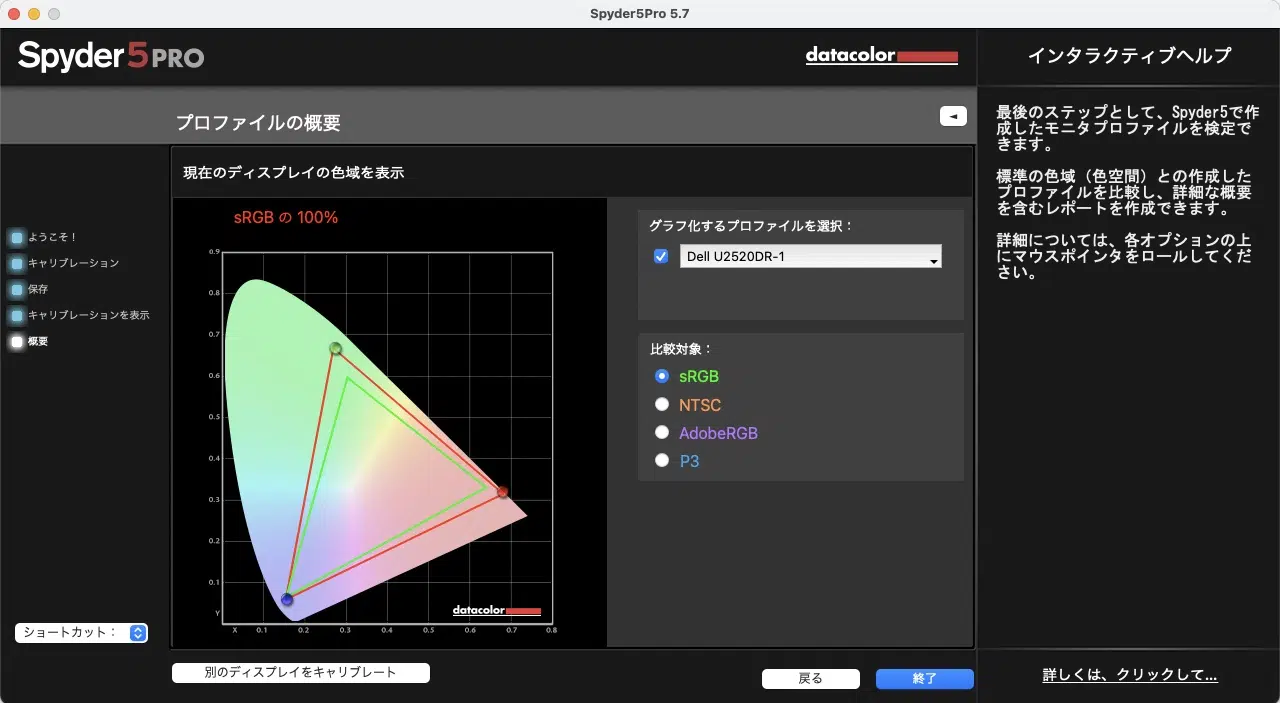 Spyder5Pro 5.7
Spyder5PRO
datacolor
インタラクティブヘルプ
プロファイルの概要
◄
最後のステップとして、Spyder5で作
成したモニタプロファイルを検定で
きます。
標準の色域（色空間）との作成した
プロファイルを比較し、詳細な概要
を含むレポートを作成できます。
詳細については、各オプションの上
にマウスポインタをロールしてくだ
さい。
現在のディスプレイの色域を表示
ようこそ！
キャリブレーション
保存
キャリブレーションを表示
概要
sRGB の 100%
0.9
0.8
0.7
0.6
0.5
0.4
0.3
0.2
0.1
Y
X 0.1 0.2 0.3 0.4 0.5 0.6 0.7 0.8
datacolor
グラフ化するプロファイルを選択：
Dell U2520DR-1
比較対象：
sRGB
NTSC
AdobeRGB
P3
ショートカット：
別のディスプレイをキャリブレート
戻る
終了
詳しくは、クリックして...